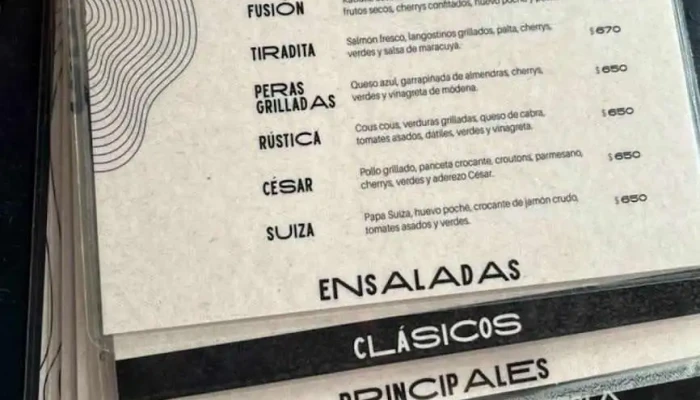 FUSIÓN
frutos secos, cherrys confitados, huevo
TIRADITA
Salmón fresco, langostinos grillados, palta, cherrys,
verdes y salsa de maracuyá.
$670
PERAS
GRILLADAS
Queso azul, garrapiñada de almendras, cherrys,
verdes y vinagreta de módena.
$650
RÚSTICA
Cous cous, verduras grilladas, queso de cabra,
tomates asados, dátiles, verdes y vinagreta.
$650
CÉSAR
Pollo grillado, panceta crocante, croutons, parmesano,
cherrys, verdes y aderezo César.
$650
SUIZA
Papa Suiza, huevo poché, crocante de jamón crudo,
tomates asados y verdes.
$650
ENSALADAS
CLÁSICOS
PRINCIPALES